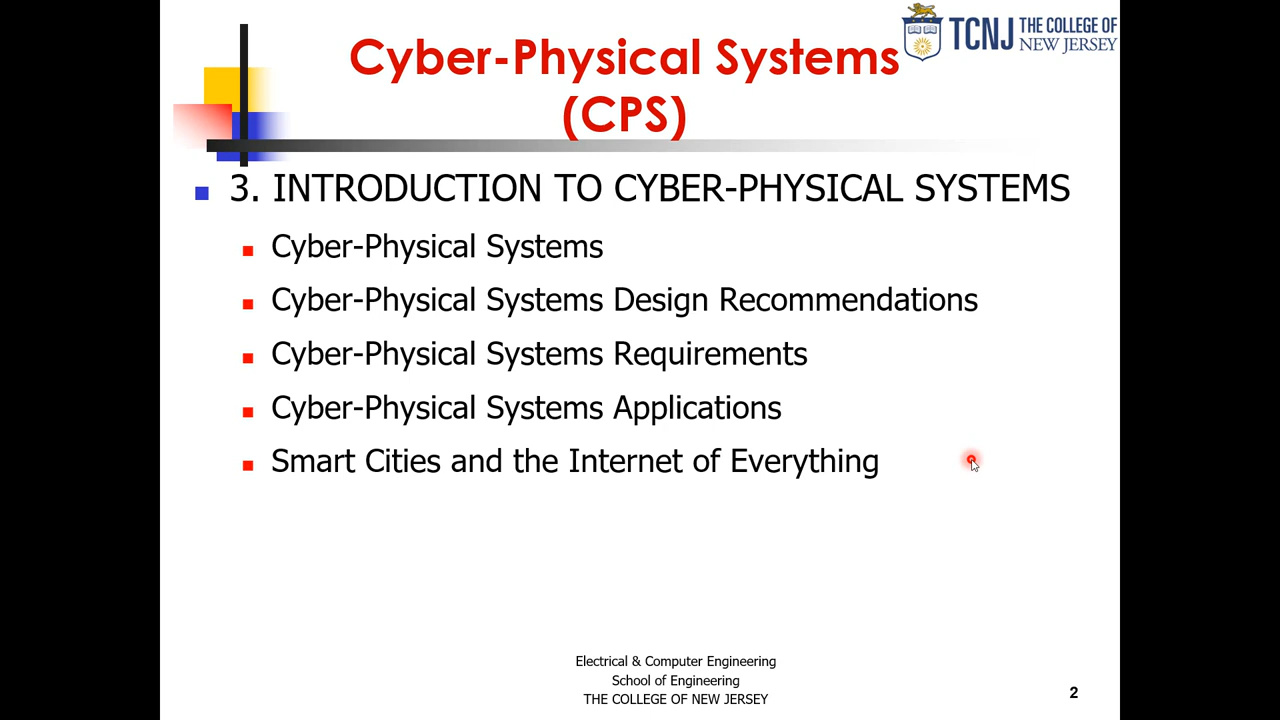 TCNJ THE COLLEGE OF
NEW JERSEY
Cyber-Physical Systems
(CPS)
3. INTRODUCTION TO CYBER-PHYSICAL SYSTEMS
Cyber-Physical Systems
Cyber-Physical Systems Design Recommendations
Cyber-Physical Systems Requirements
Cyber-Physical Systems Applications
Smart Cities and the Internet of Everything
Electrical & Computer Engineering
School of Engineering
THE COLLEGE OF NEW JERSEY
2